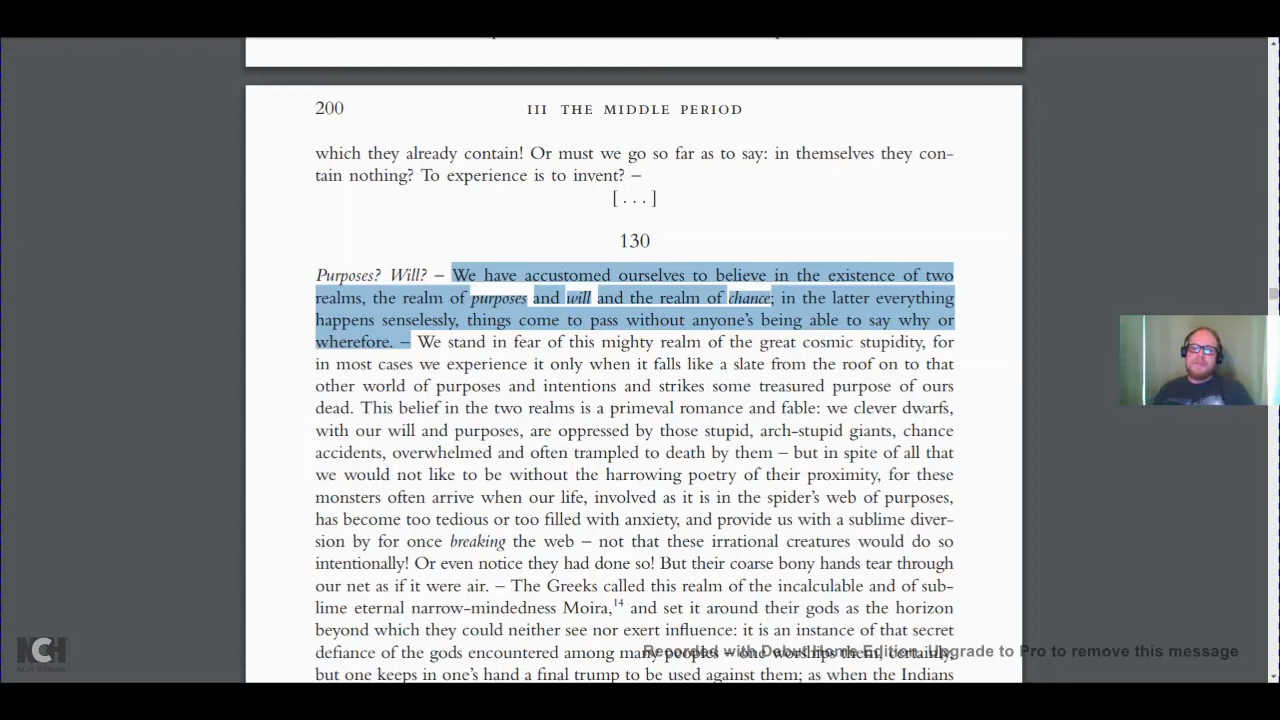 200
III THE MIDDLE PERIOD
which they already contain! Or must we go so far as to say: in themselves they con-
tain nothing? To experience is to invent? –
[ . . . ]
130
Purposes? Will? – We have accustomed ourselves to believe in the existence of two
realms, the realm of purposes and will and the realm of chance; in the latter everything
happens senselessly, things come to pass without anyone's being able to say why or
wherefore. – We stand in fear of this mighty realm of the great cosmic stupidity, for
in most cases we experience it only when it falls like a slate from the roof on to that
other world of purposes and intentions and strikes some treasured purpose of ours
dead. This belief in the two realms is a primeval romance and fable: we clever dwarfs,
with our will and purposes, are oppressed by those stupid, arch-stupid giants, chance
accidents, overwhelmed and often trampled to death by them – but in spite of all that
we would not like to be without the harrowing poetry of their proximity, for these
monsters often arrive when our life, involved as it is in the spider's web of purposes,
has become too tedious or too filled with anxiety, and provide us with a sublime diver-
sion by for once breaking the web – not that these irrational creatures would do so
intentionally! Or even notice they had done so! But their coarse bony hands tear through
our net as if it were air. – The Greeks called this realm of the incalculable and of sub-
lime eternal narrow-mindedness Moira,14 and set it around their gods as the horizon
beyond which they could neither see nor exert influence: it is an instance of that secret
defiance of the gods encountered among many peoples – one worships them, certainly,
but one keeps in one's hand a final trump to be used against them; as when the Indians
Recorded with Debut Home Edition. Upgrade to Pro to remove this message
NCH